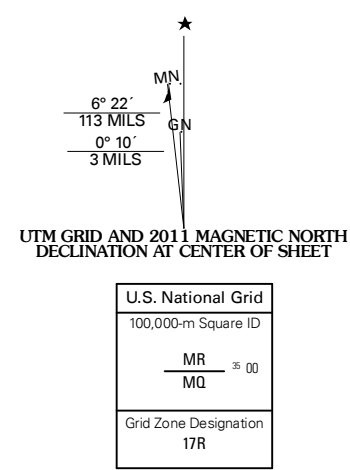 ★
M.N.
6° 22´
113 MILS
GN
0° 10´
3 MILS
UTM GRID AND 2011 MAGNETIC NORTH
DECLINATION AT CENTER OF SHEET
U.S. National Grid
100,000-m Square ID
MR
35 00
MQ
Grid Zone Designation
17R